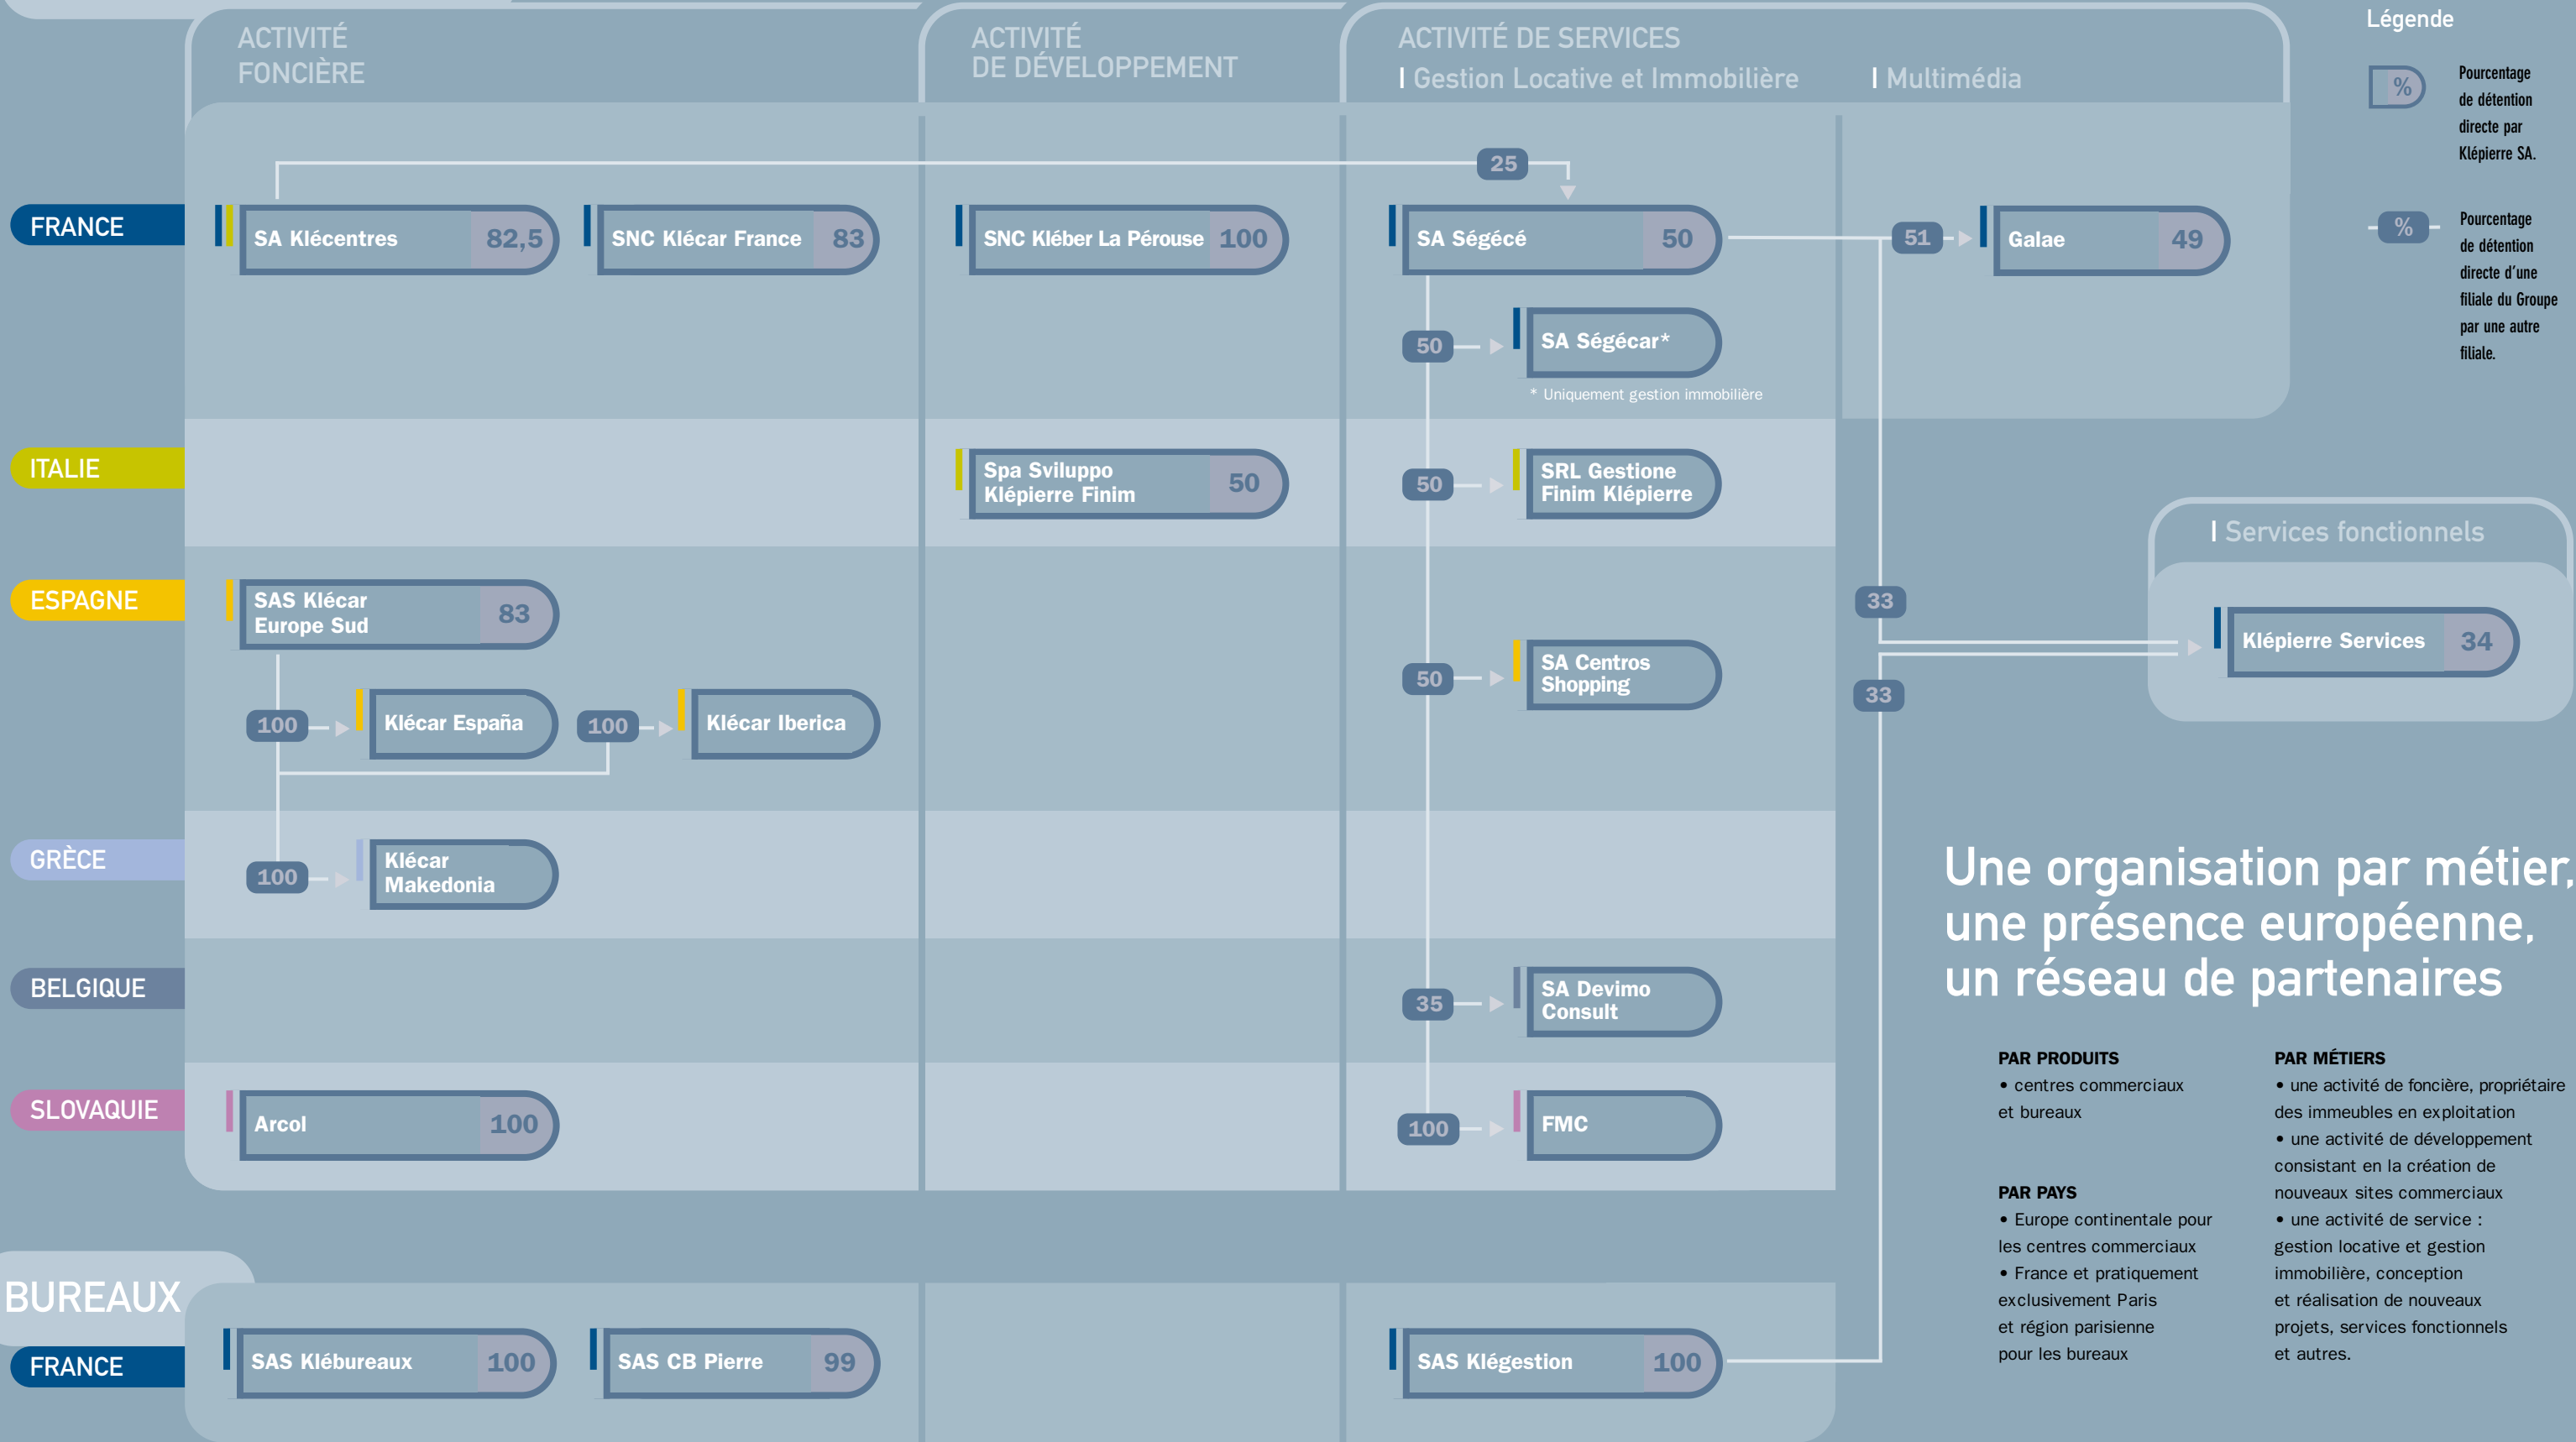 ACTIVITÉ
FONCIÈRE
ACTIVITÉ
DE DÉVELOPPEMENT
ACTIVITÉ DE SERVICES
I Gestion Locative et Immobilière
I Multimédia
Légende
%
Pourcentage
de détention
directe par
Klépierre SA.
%
Pourcentage
de détention
directe d'une
filiale du Groupe
par une autre
filiale.
25
FRANCE
SA Klécentres 82,5
SNC Klécar France 83
SNC Kléber La Pérouse 100
SA Ségécé 50
51
Galae 49
50
SA Ségécar*
* Uniquement gestion immobilière
ITALIE
Spa Sviluppo
Klépierre Finim
50
50
SRL Gestione
Finim Klépierre
I Services fonctionnels
ESPAGNE
SAS Klécar
Europe Sud
83
33
Klépierre Services 34
50
SA Centros
Shopping
33
100
Klécar España
100
Klécar Iberica
GRÈCE
100
Klécar
Makedonia
Une organisation par métier,
une présence européenne,
un réseau de partenaires
BELGIQUE
35
SA Devimo
Consult
SLOVAQUIE
Arcol 100
100
FMC
PAR PRODUITS
• centres commerciaux
et bureaux
PAR PAYS
• Europe continentale pour
les centres commerciaux
• France et pratiquement
exclusivement Paris
et région parisienne
pour les bureaux
PAR MÉTIERS
• une activité de foncière, propriétaire
des immeubles en exploitation
• une activité de développement
consistant en la création de
nouveaux sites commerciaux
• une activité de service :
gestion locative et gestion
immobilière, conception
et réalisation de nouveaux
projets, services fonctionnels
et autres.
BUREAUX
FRANCE
SAS Klébureaux 100
SAS CB Pierre 99
SAS Klégestion 100